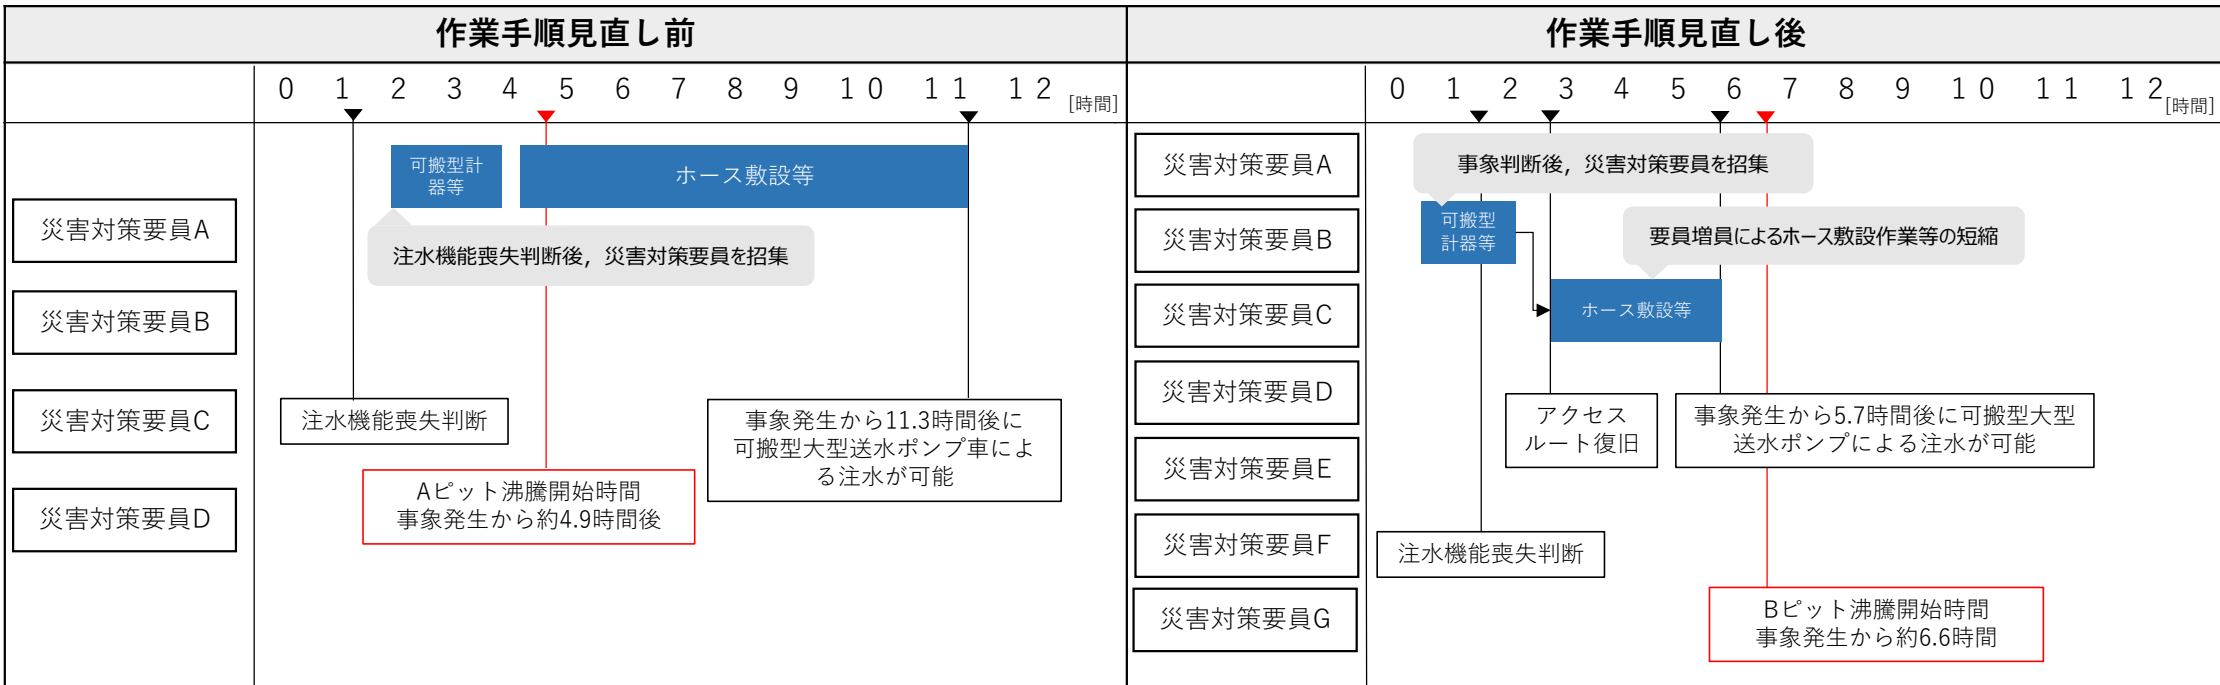 作業手順見直し前
0 1 2 3 4 5 6 7 8 9 10 11 12 [時間]
災害対策要員A
災害対策要員B
災害対策要員C
災害対策要員D
可搬型計
器等
ホース敷設等
注水機能喪失判断後，災害対策要員を招集
注水機能喪失判断
Aピット沸騰開始時間
事象発生から約4.9時間後
事象発生から11.3時間後に
可搬型大型送水ポンプ車によ
る注水が可能
作業手順見直し後
0 1 2 3 4 5 6 7 8 9 10 11 12 [時間]
災害対策要員A
災害対策要員B
災害対策要員C
災害対策要員D
災害対策要員E
災害対策要員F
災害対策要員G
事象判断後，災害対策要員を招集
可搬型
計器等
要員増員によるホース敷設作業等の短縮
ホース敷設等
アクセス
ルート復旧
事象発生から5.7時間後に可搬型大型
送水ポンプによる注水が可能
注水機能喪失判断
Bピット沸騰開始時間
事象発生から約6.6時間